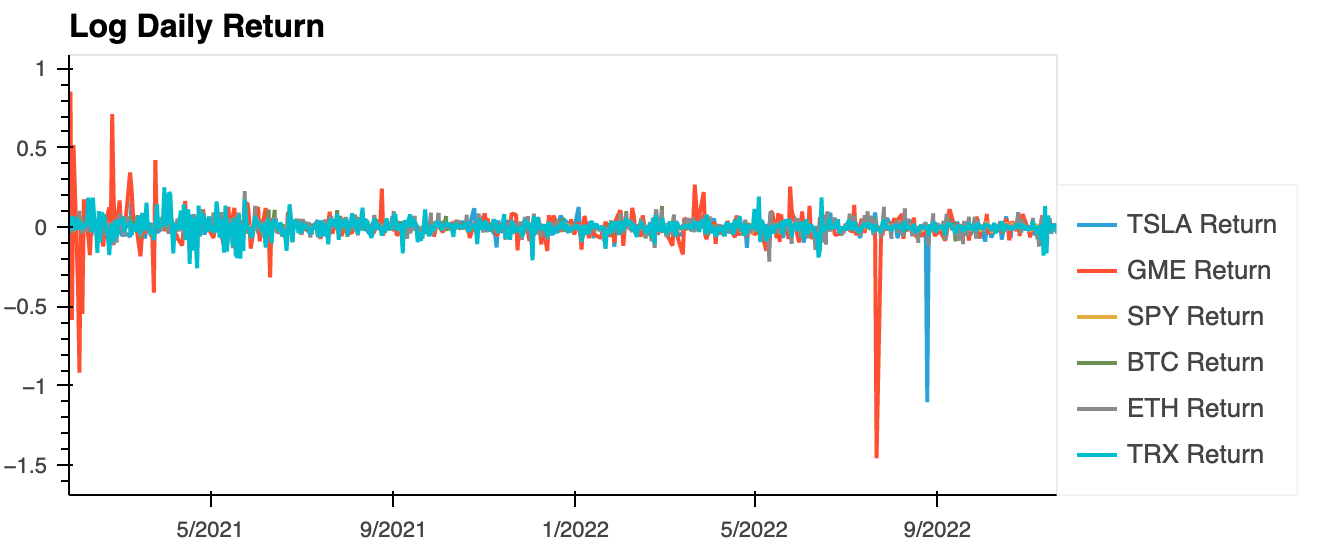 Log Daily Return
1
0.5
0
−0.5
−1
−1.5
5/2021
9/2021
1/2022
5/2022
9/2022
TSLA Return
GME Return
SPY Return
BTC Return
ETH Return
TRX Return